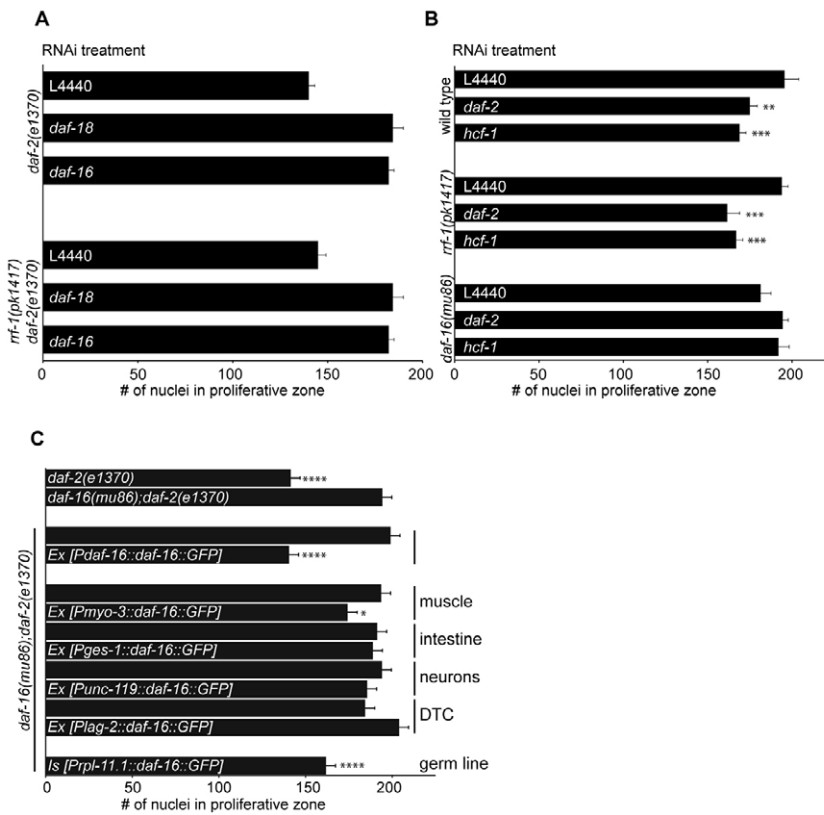 A
RNAi treatment
daf-2(e1370)
L4440
daf-18
daf-16
rrf-1(pk1417)
daf-2(e1370)
L4440
daf-18
daf-16
0 50 100 150 200
# of nuclei in proliferative zone
B
RNAi treatment
wild type
L4440
daf-2 **
hcf-1 ***
rrf-1(pk1417)
L4440
daf-2 ***
hcf-1 ***
daf-16(mu86)
L4440
daf-2
hcf-1
0 50 100 150 200
# of nuclei in proliferative zone
C
daf-2(e1370) ****
daf-16(mu86);daf-2(e1370)
daf-16(mu86);daf-2(e1370)
Ex [Pdaf-16::daf-16::GFP] ****
muscle
Ex [Pmyo-3::daf-16::GFP] *
intestine
Ex [Pges-1::daf-16::GFP]
neurons
Ex [Punc-119::daf-16::GFP]
DTC
Ex [Plag-2::daf-16::GFP]
Is [Prpl-11.1::daf-16::GFP] **** germ line
0 50 100 150 200
# of nuclei in proliferative zone